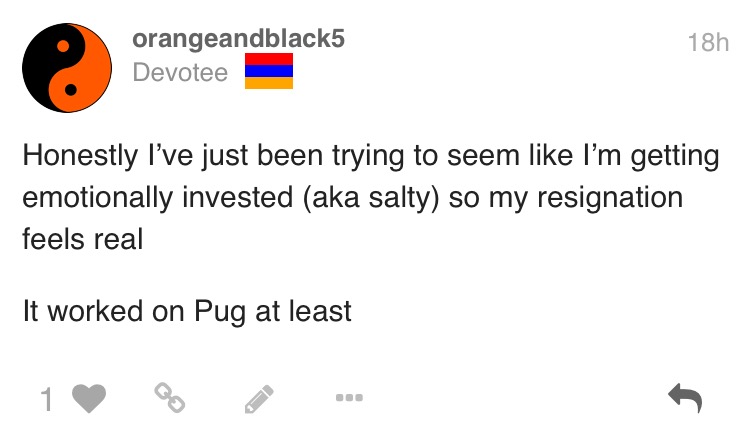 orangeandblack5
18h
Devotee
Honestly I’ve just been trying to seem like I’m getting
emotionally invested (aka salty) so my resignation
feels real
It worked on Pug at least
1